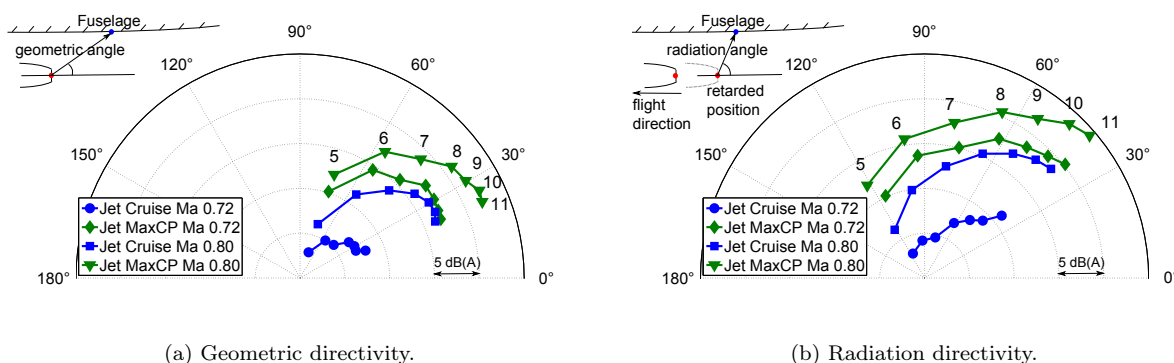 Fuselage
geometric angle
90°
60°
120°
30°
150°
0°
180°
5
6
7
8
9
10
11
Jet Cruise Ma 0.72
Jet MaxCP Ma 0.72
Jet Cruise Ma 0.80
Jet MaxCP Ma 0.80
5 dB(A)
(a) Geometric directivity.
Fuselage
radiation angle
flight
direction
retarded
position
90°
60°
120°
30°
150°
0°
180°
5
6
7
8
9
10
11
Jet Cruise Ma 0.72
Jet MaxCP Ma 0.72
Jet Cruise Ma 0.80
Jet MaxCP Ma 0.80
5 dB(A)
(b) Radiation directivity.